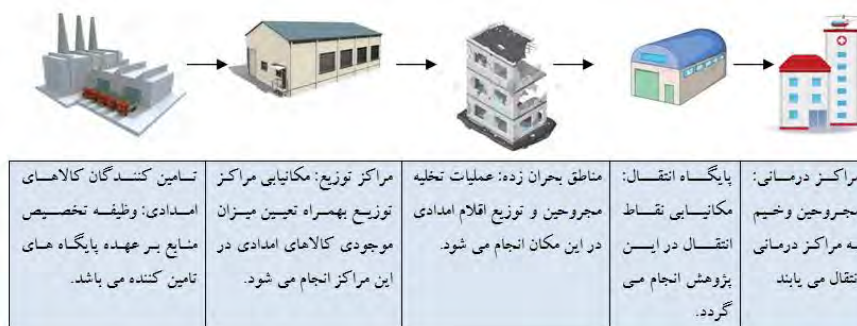 مراکز درمانی:
مجروحین وخیم
ـه مراکز درمانی
نتقال می یابند
پایگاه انتقال:
مکانیابی نقاط
انتقال در این
پژوهش انجام می
گردد.
مناطق بحران زده: عملیات تخلیه
مجروحین و توزیع اقلام امدادی
در این مکان انجام می شود.
مراکز توزیع: مکانیابی مراکز
توزیع بهمراه تعیین میزان
موجودی کالاهای امدادی در
این مراکز انجام می شود.
تامین کنندگان کالاهای
امدادی: وظیفه تخصیص
منابع بر عهده پایگاه های
تامین کننده می باشد.